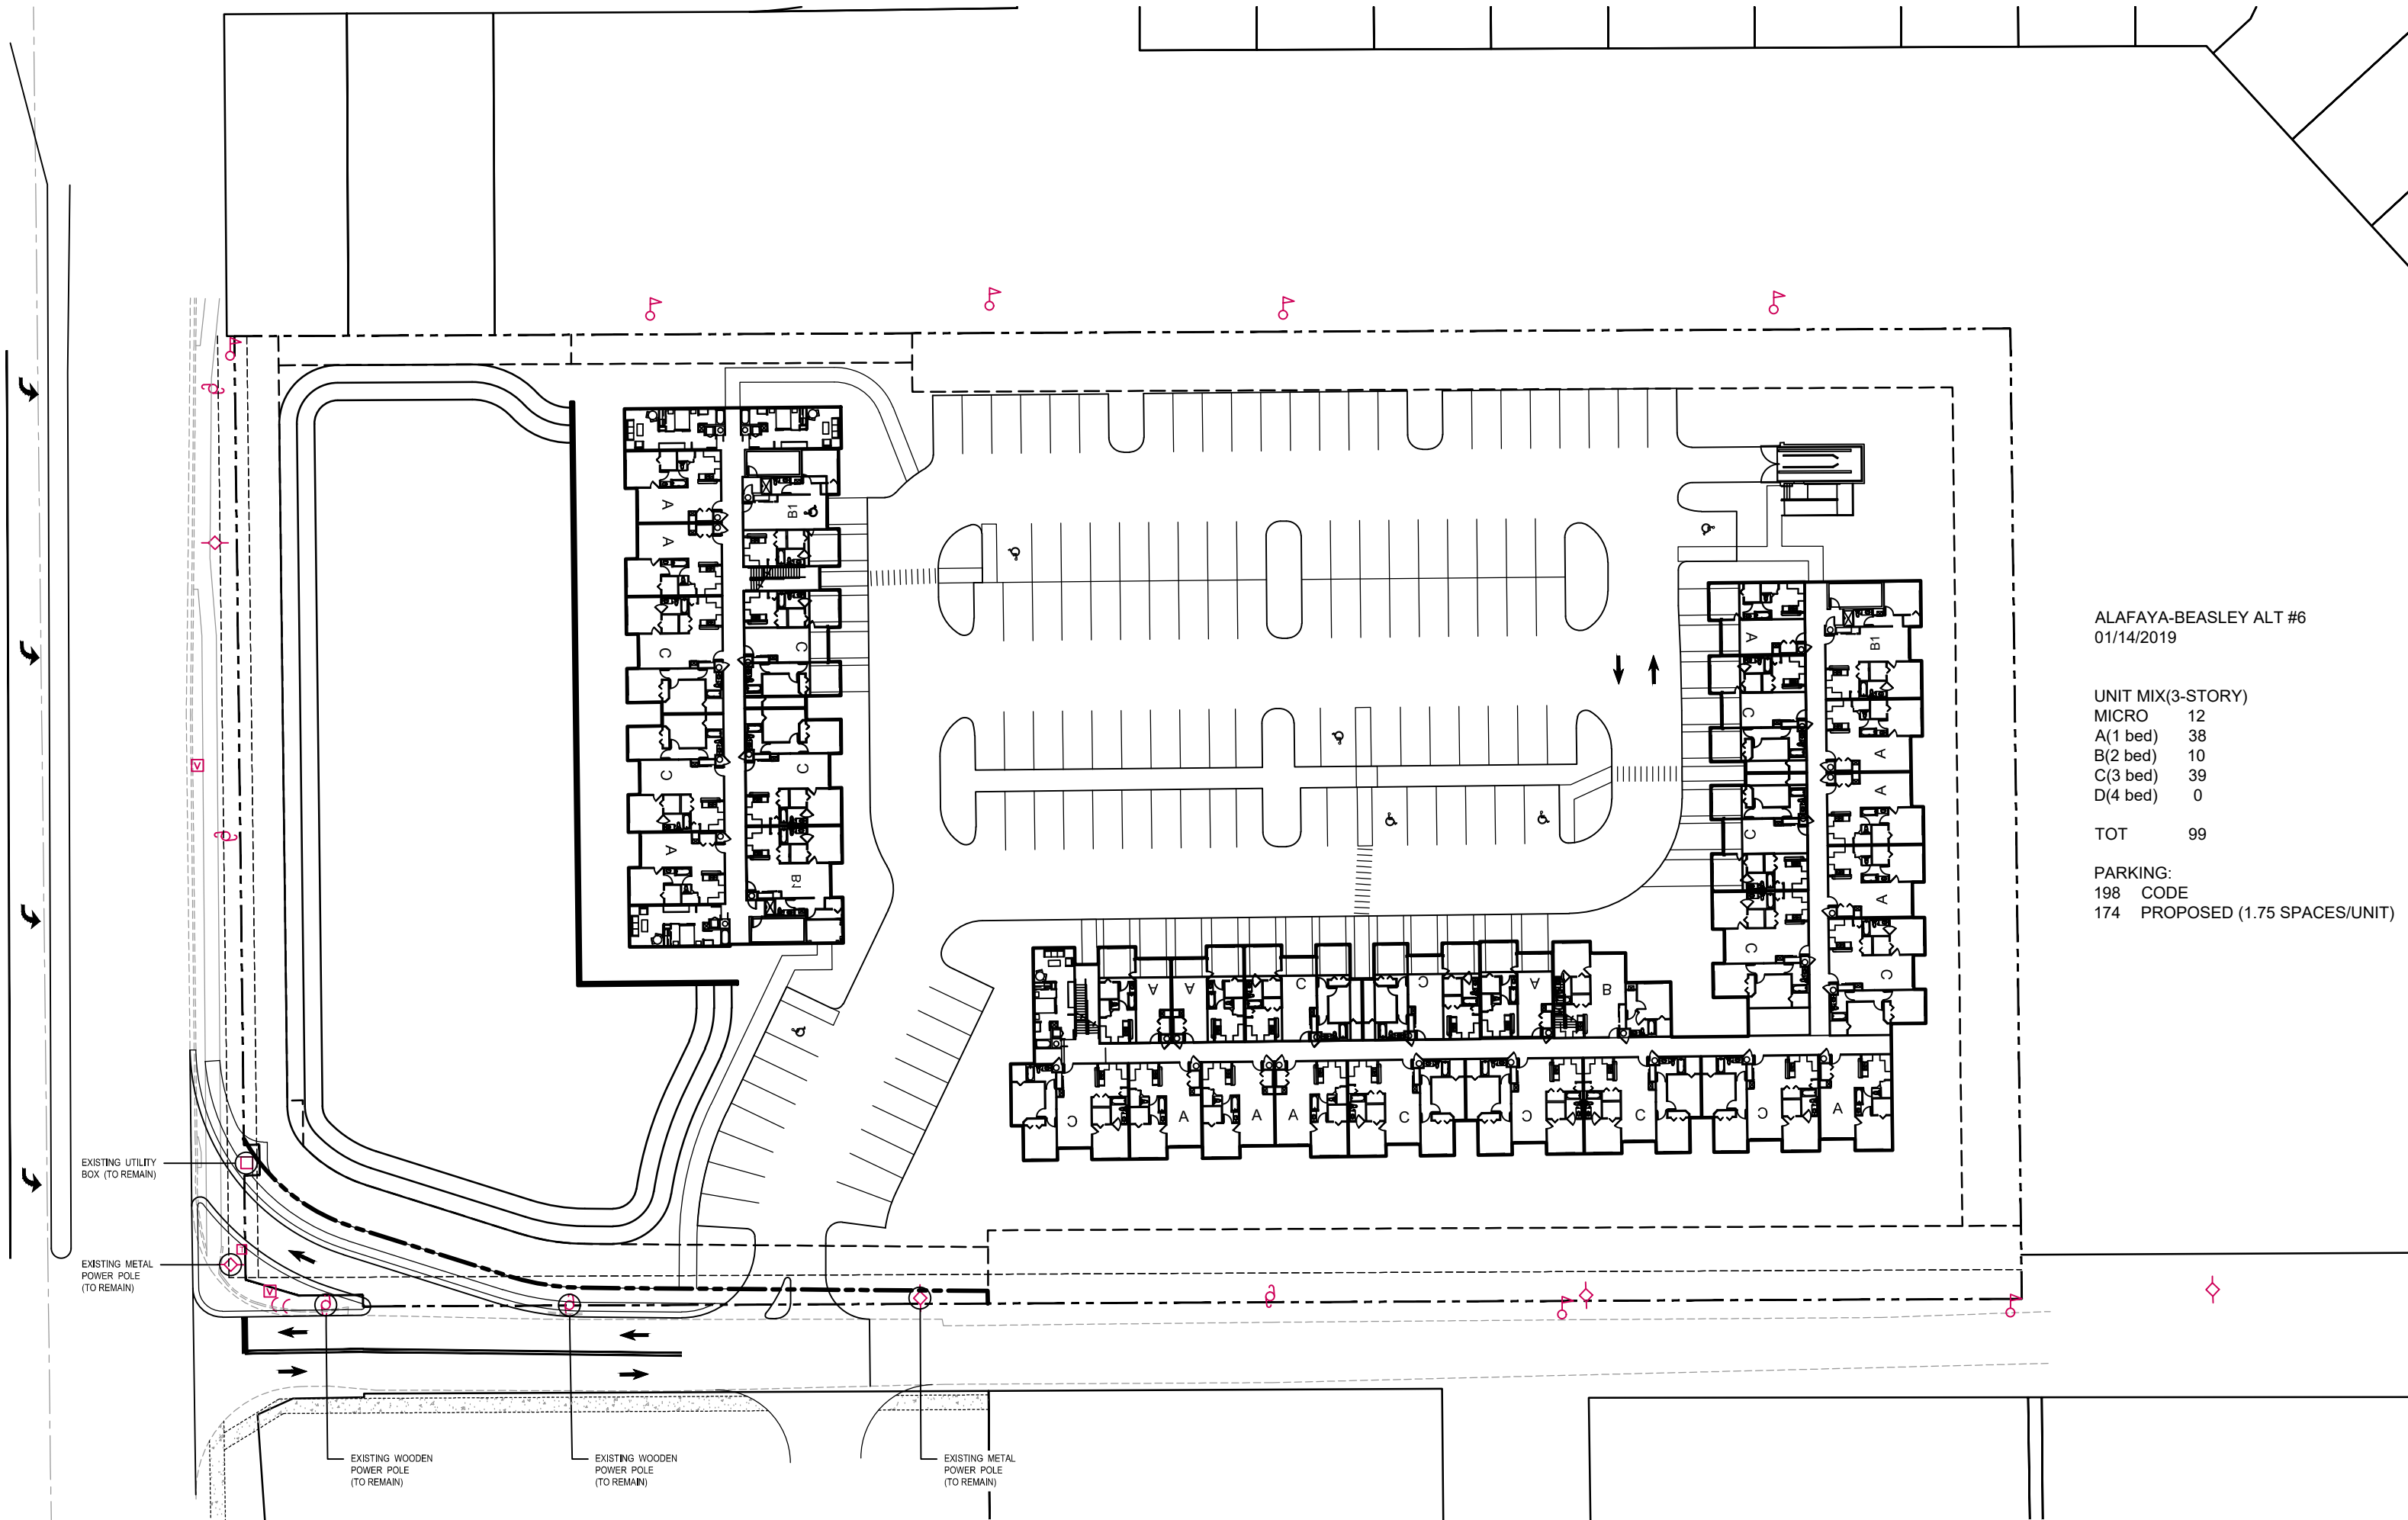 ALAFAYA-BEASLEY ALT #6
01/14/2019
UNIT MIX(3-STORY)
MICRO 12
A(1 bed) 38
B(2 bed) 10
C(3 bed) 39
D(4 bed) 0
TOT 99
PARKING:
198 CODE
174 PROPOSED (1.75 SPACES/UNIT)
A
B1
A
C
C
C
C
A
B1
A
B1
C
A
C
A
A
C
C
A
A
C
C
A
B
C
A
A
A
C
C
C
C
A
EXISTING UTILITY
BOX (TO REMAIN)
EXISTING METAL
POWER POLE
(TO REMAIN)
EXISTING WOODEN
POWER POLE
(TO REMAIN)
EXISTING WOODEN
POWER POLE
(TO REMAIN)
EXISTING METAL
POWER POLE
(TO REMAIN)